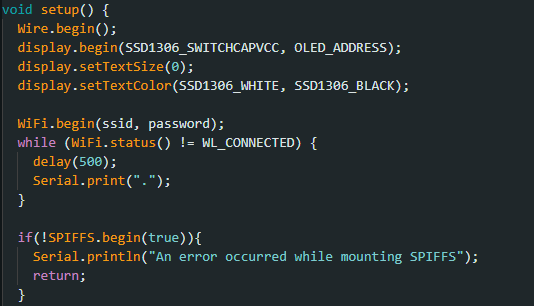 void setup() {
  Wire.begin();
  display.begin(SSD1306_SWITCHCAPVCC, OLED_ADDRESS);
  display.setTextSize(0);
  display.setTextColor(SSD1306_WHITE, SSD1306_BLACK);

  WiFi.begin(ssid, password);
  while (WiFi.status() != WL_CONNECTED) {
    delay(500);
    Serial.print(".");
  }

  if(!SPIFFS.begin(true)){
    Serial.println("An error occurred while mounting SPIFFS");
    return;
  }